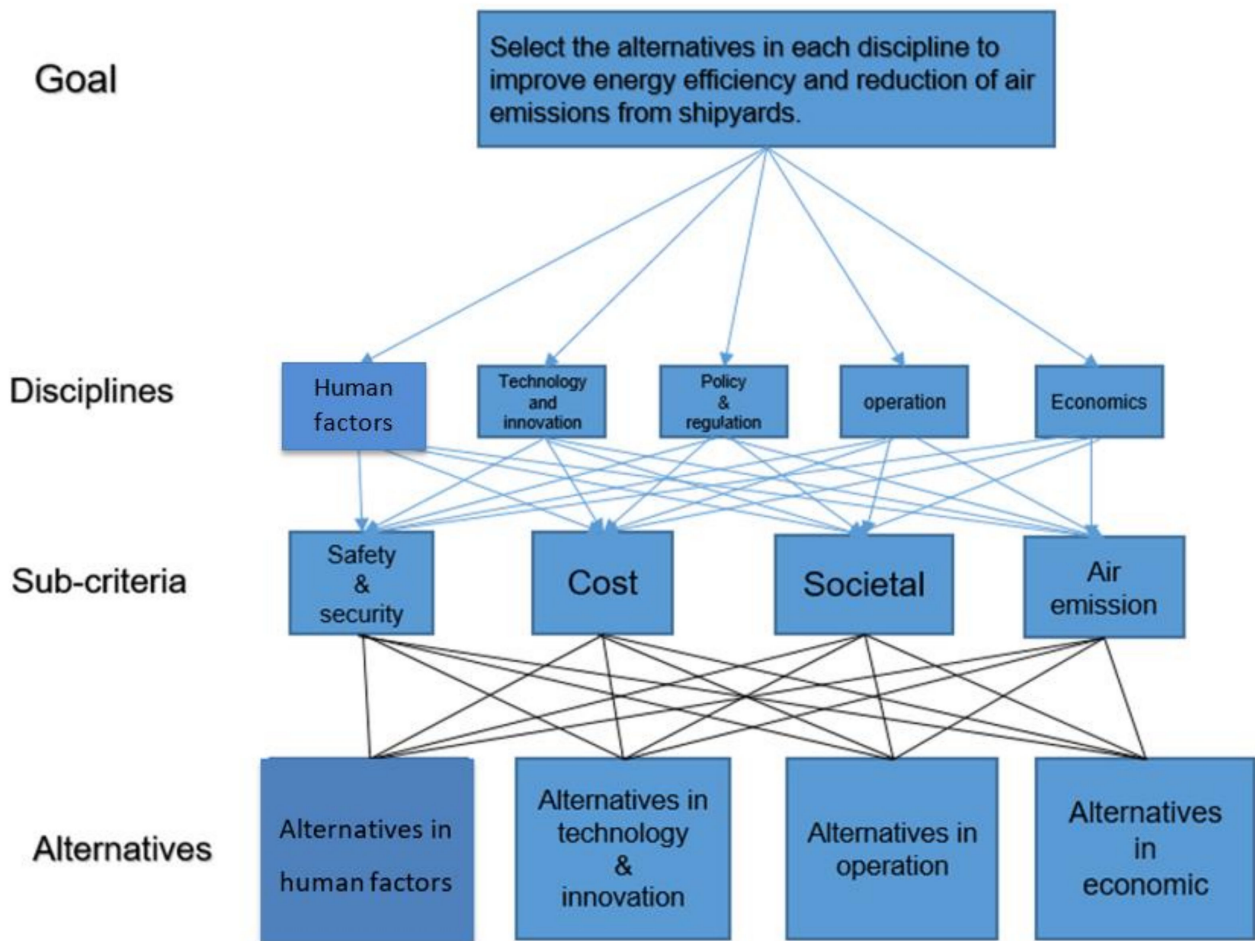 Goal
Select the alternatives in each discipline to
improve energy efficiency and reduction of air
emissions from shipyards.
Disciplines
Human
factors
Technology
and
innovation
Policy
&
regulation
operation
Economics
Sub-criteria
Safety
&
security
Cost
Societal
Air
emission
Alternatives
Alternatives in
human factors
Alternatives in
technology
&
innovation
Alternatives in
operation
Alternatives
in
economic